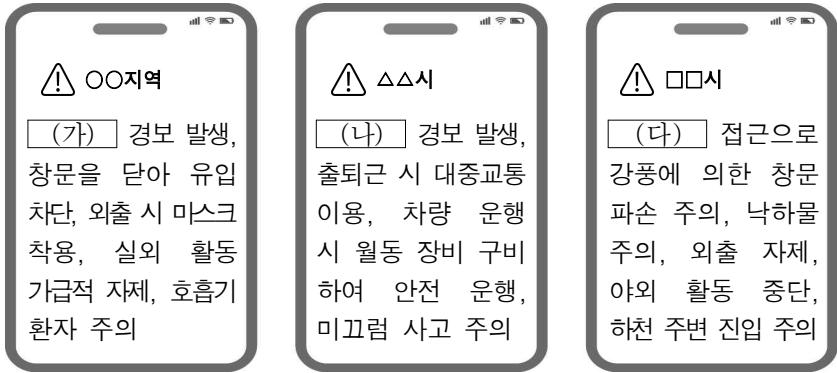 ○○지역
(가) 경보 발생,
창문을 닫아 유입
차단, 외출 시 마스크
착용, 실외 활동
가급적 자제, 호흡기
환자 주의
△△시
(나) 경보 발생,
출퇴근 시 대중교통
이용, 차량 운행
시 월동 장비 구비
하여 안전 운행,
미끄럼 사고 주의
□□시
(다) 접근으로
강풍에 의한 창문
파손 주의, 낙하물
주의, 외출 자제,
야외 활동 중단,
하천 주변 진입 주의